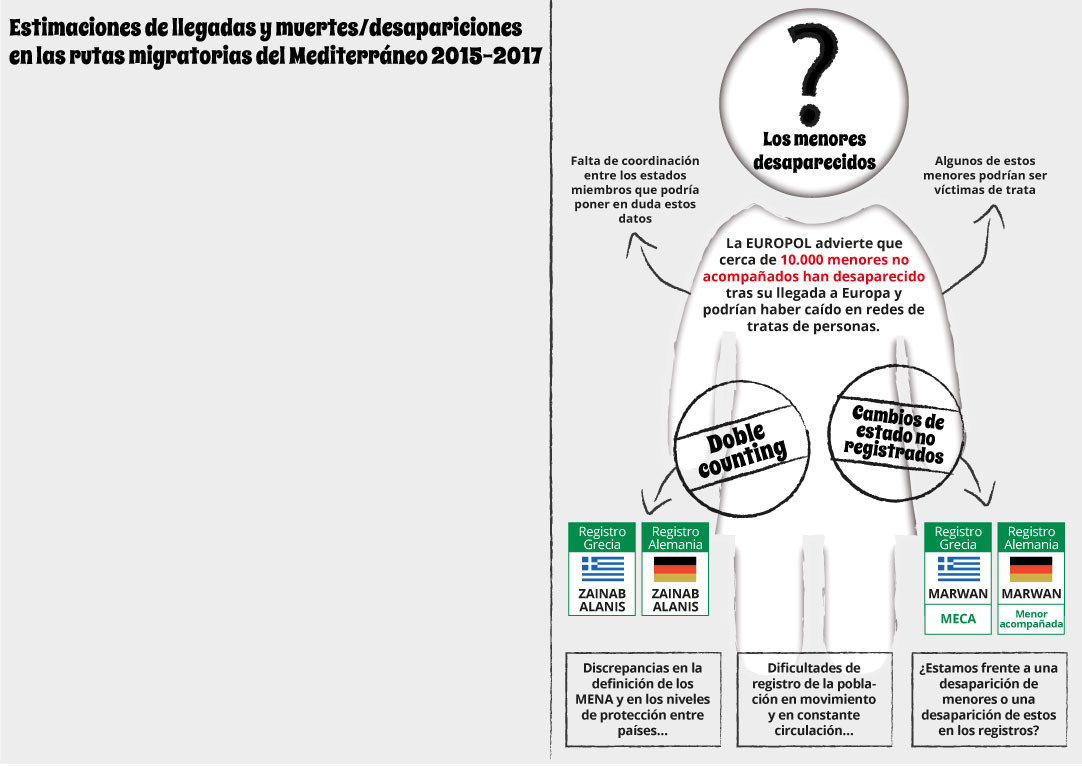 Estimaciones de llegadas y muertes/desapariciones
en las rutas migratorias del Mediterráneo 2015-2017
?
Los menores
desaparecidos
Falta de coordinación
entre los estados
miembros que podría
poner en duda estos
datos
Algunos de estos
menores podrían ser
víctimas de trata
La EUROPOL advierte que
cerca de 10.000 menores no
acompañados han desaparecido
tras su llegada a Europa y
podrían haber caído en redes de
tratas de personas.
Doble
counting
Cambios de
estado no
registrados
Registro
Grecia
ZAINAB
ALANIS
Registro
Alemania
ZAINAB
ALANIS
Registro
Grecia
MARWAN
MECA
Registro
Alemania
MARWAN
Menor
acompañada
Discrepancias en la
definición de los
MENA y en los niveles
de protección entre
países...
Dificultades de
registro de la pobla-
ción en movimiento
y en constante
circulación...
¿Estamos frente a una
desaparición de
menores o una
desaparición de estos
en los registros?